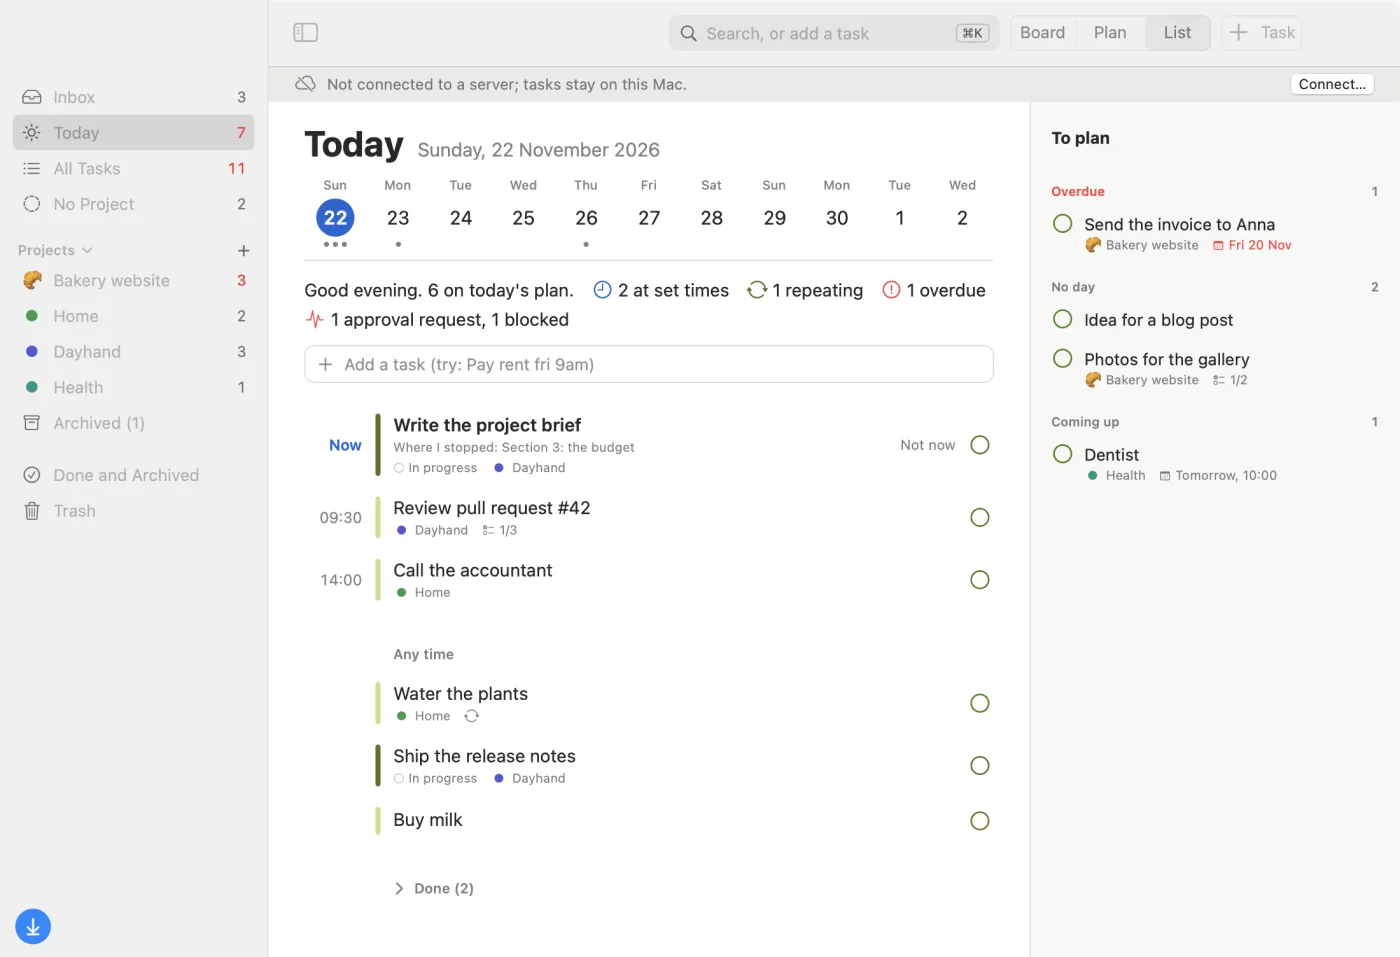 Search, or add a task
⌘K
Board
Plan
List
Task
Not connected to a server; tasks stay on this Mac.
Connect...
Inbox 3
Today 7
All Tasks 11
No Project 2
Projects
Bakery website 3
Home 2
Dayhand 3
Health 1
Archived (1)
Done and Archived
Trash
Today Sunday, 22 November 2026
Sun Mon Tue Wed Thu Fri Sat Sun Mon Tue Wed
22 23 24 25 26 27 28 29 30 1 2
Good evening. 6 on today's plan. 2 at set times 1 repeating 1 overdue
1 approval request, 1 blocked
Add a task (try: Pay rent fri 9am)
Now
Write the project brief
Where I stopped: Section 3: the budget
In progress Dayhand
Not now
09:30
Review pull request #42
Dayhand 1/3
14:00
Call the accountant
Home
Any time
Water the plants
Home
Ship the release notes
In progress Dayhand
Buy milk
Done (2)
To plan
Overdue 1
Send the invoice to Anna
Bakery website Fri 20 Nov
No day 2
Idea for a blog post
Photos for the gallery
Bakery website 1/2
Coming up 1
Dentist
Health Tomorrow, 10:00